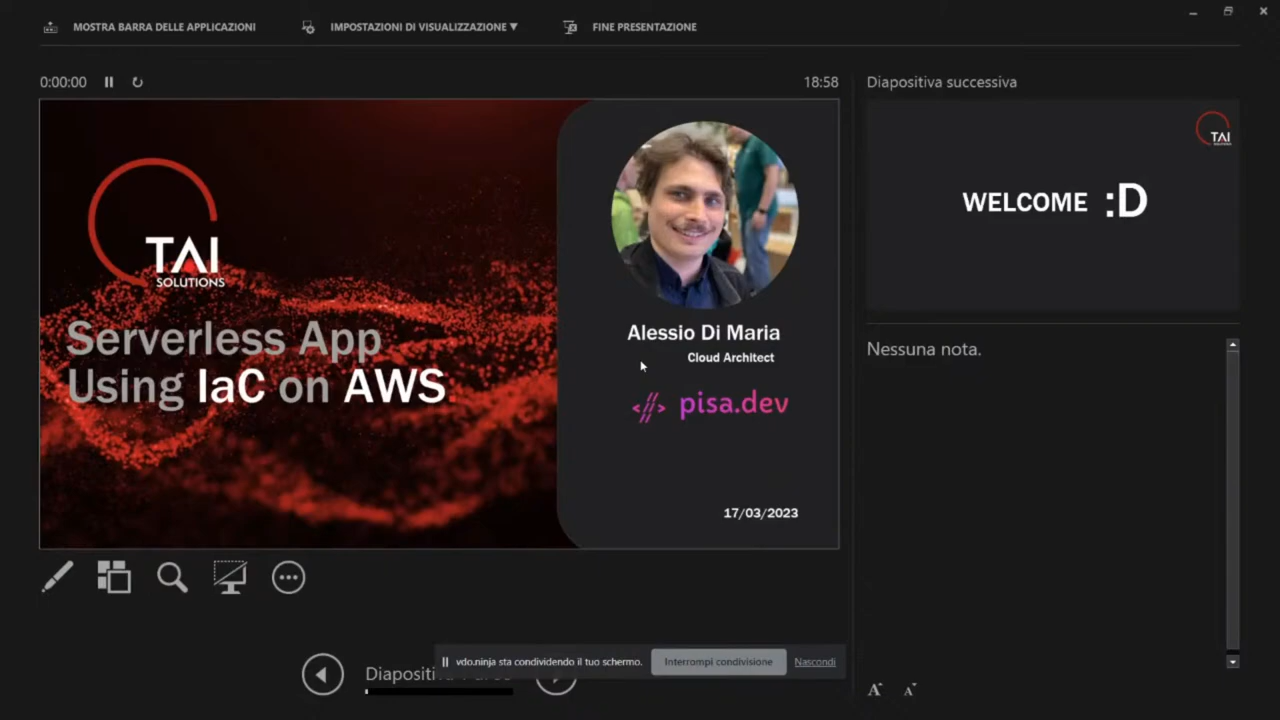 MOSTRA BARRA DELLE APPLICAZIONI
IMPOSTAZIONI DI VISUALIZZAZIONE ▼
FINE PRESENTAZIONE
0:00:00
18:58
TAI
SOLUTIONS
Serverless App
Using IaC on AWS.
Alessio Di Maria
Cloud Architect
</> pisa.dev
17/03/2023
Diapositiva successiva
TAI
SOLUTIONS
WELCOME :D
Nessuna nota.
vdo.ninja sta condividendo il tuo schermo.
Interrompi condivisione
Nascondi
A A